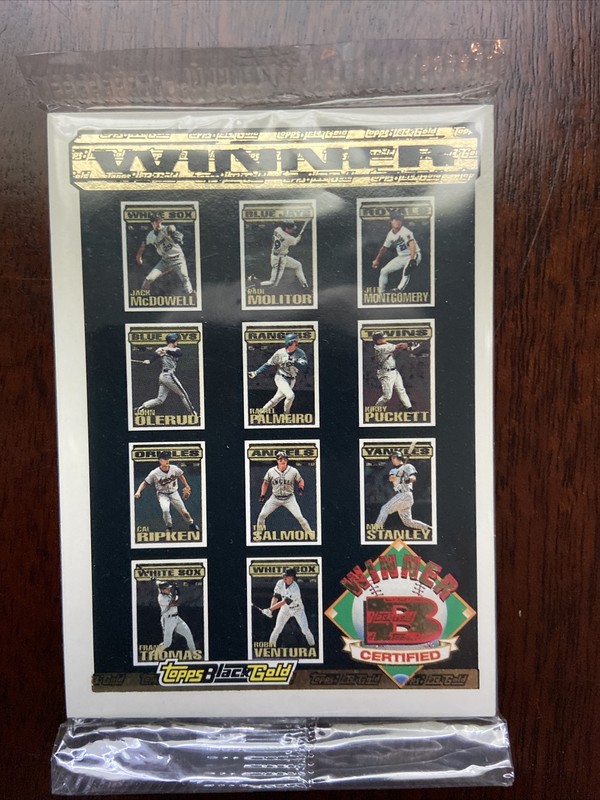 WINNER
WHITE SOX
JACK
McDOWELL
BLUE JAYS
PAUL
MOLITOR
ROYALS
JEFF
MONTGOMERY
BLUE JAYS
JOHN
OLERUD
RANGERS
RAFAEL
PALMEIRO
TWINS
KIRBY
PUCKETT
ORIOLES
CAL
RIPKEN
ANGELS
TIM
SALMON
YANKEES
MIKE
STANLEY
WHITE SOX
FRANK
THOMAS
WHITE SOX
ROBIN
VENTURA
WINNER
B
CERTIFIED
Topps Black Gold